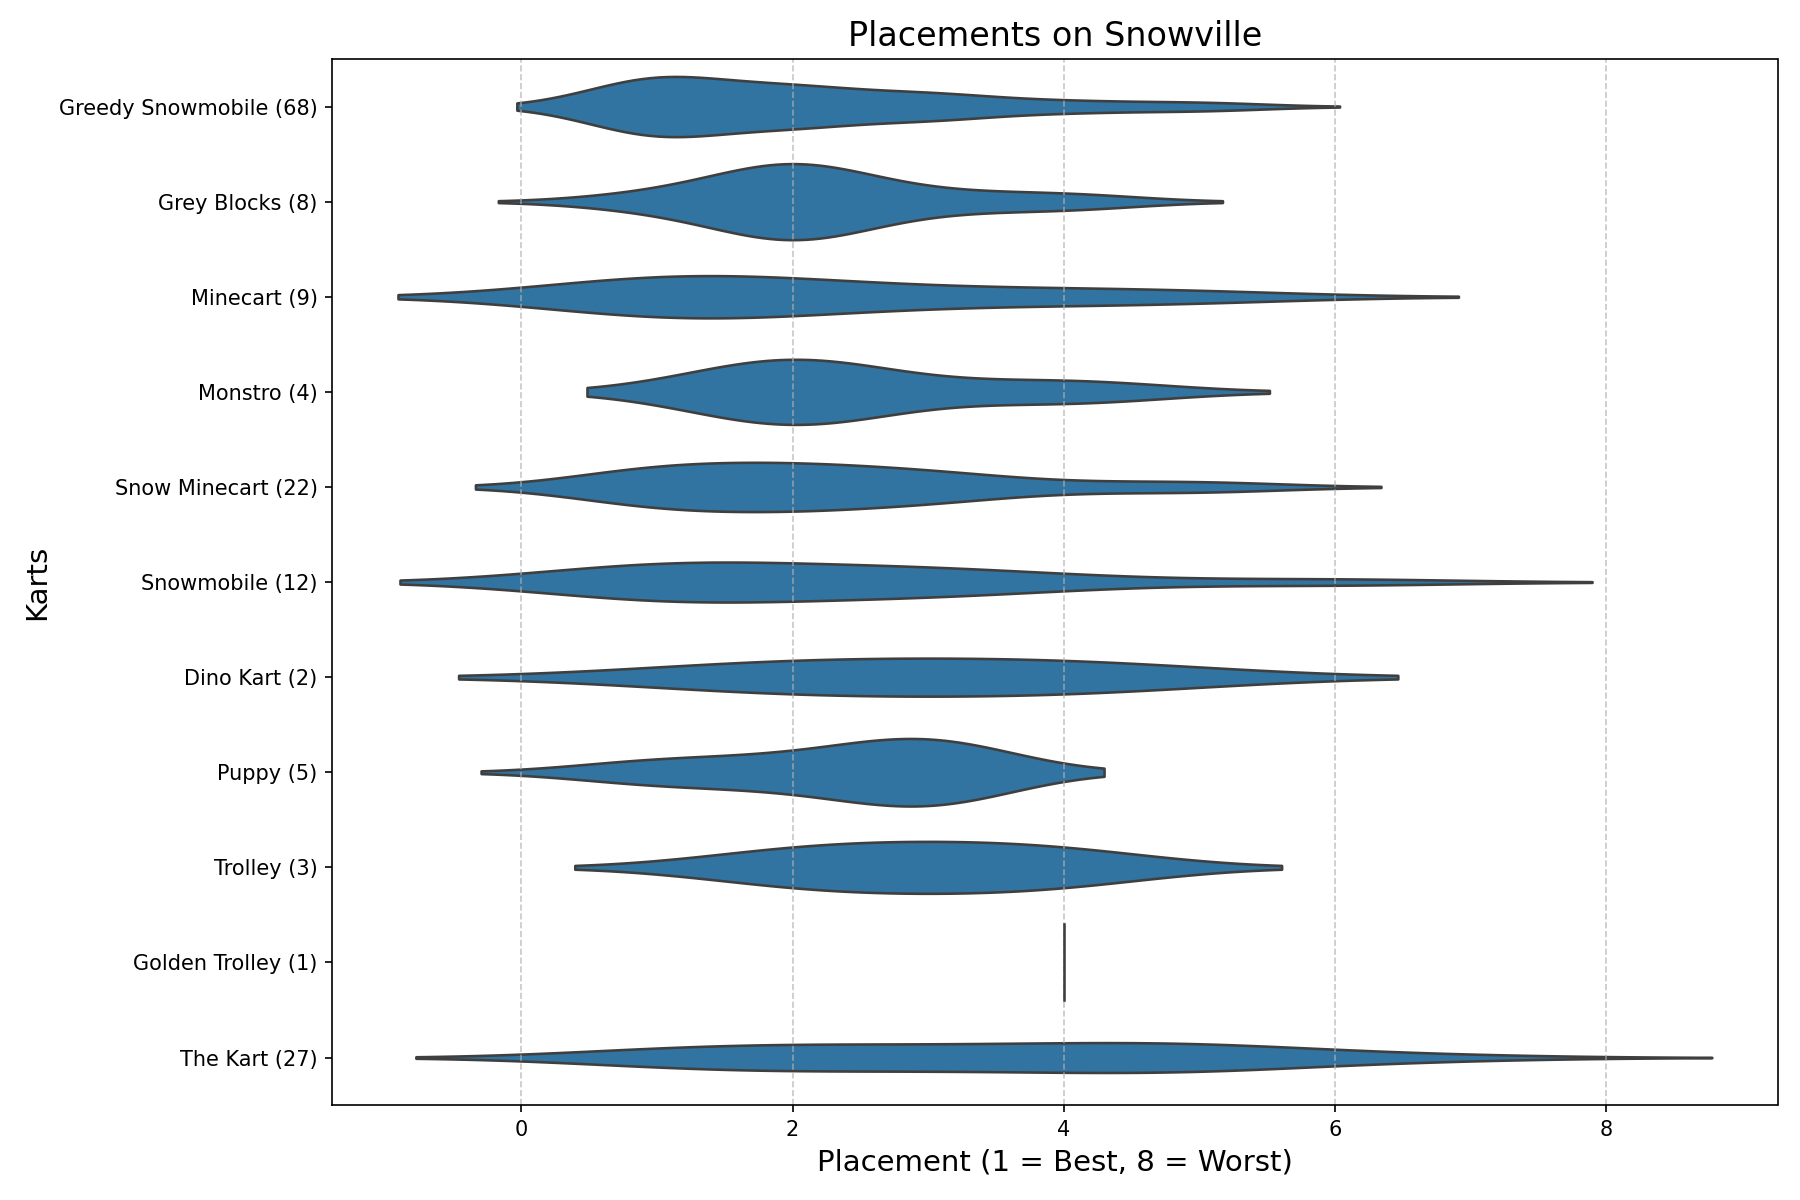 Placements on Snowville
Greedy Snowmobile (68)
Grey Blocks (8)
Minecart (9)
Monstro (4)
Snow Minecart (22)
Snowmobile (12)
Dino Kart (2)
Puppy (5)
Trolley (3)
Golden Trolley (1)
The Kart (27)
Karts
0 2 4 6 8
Placement (1 = Best, 8 = Worst)